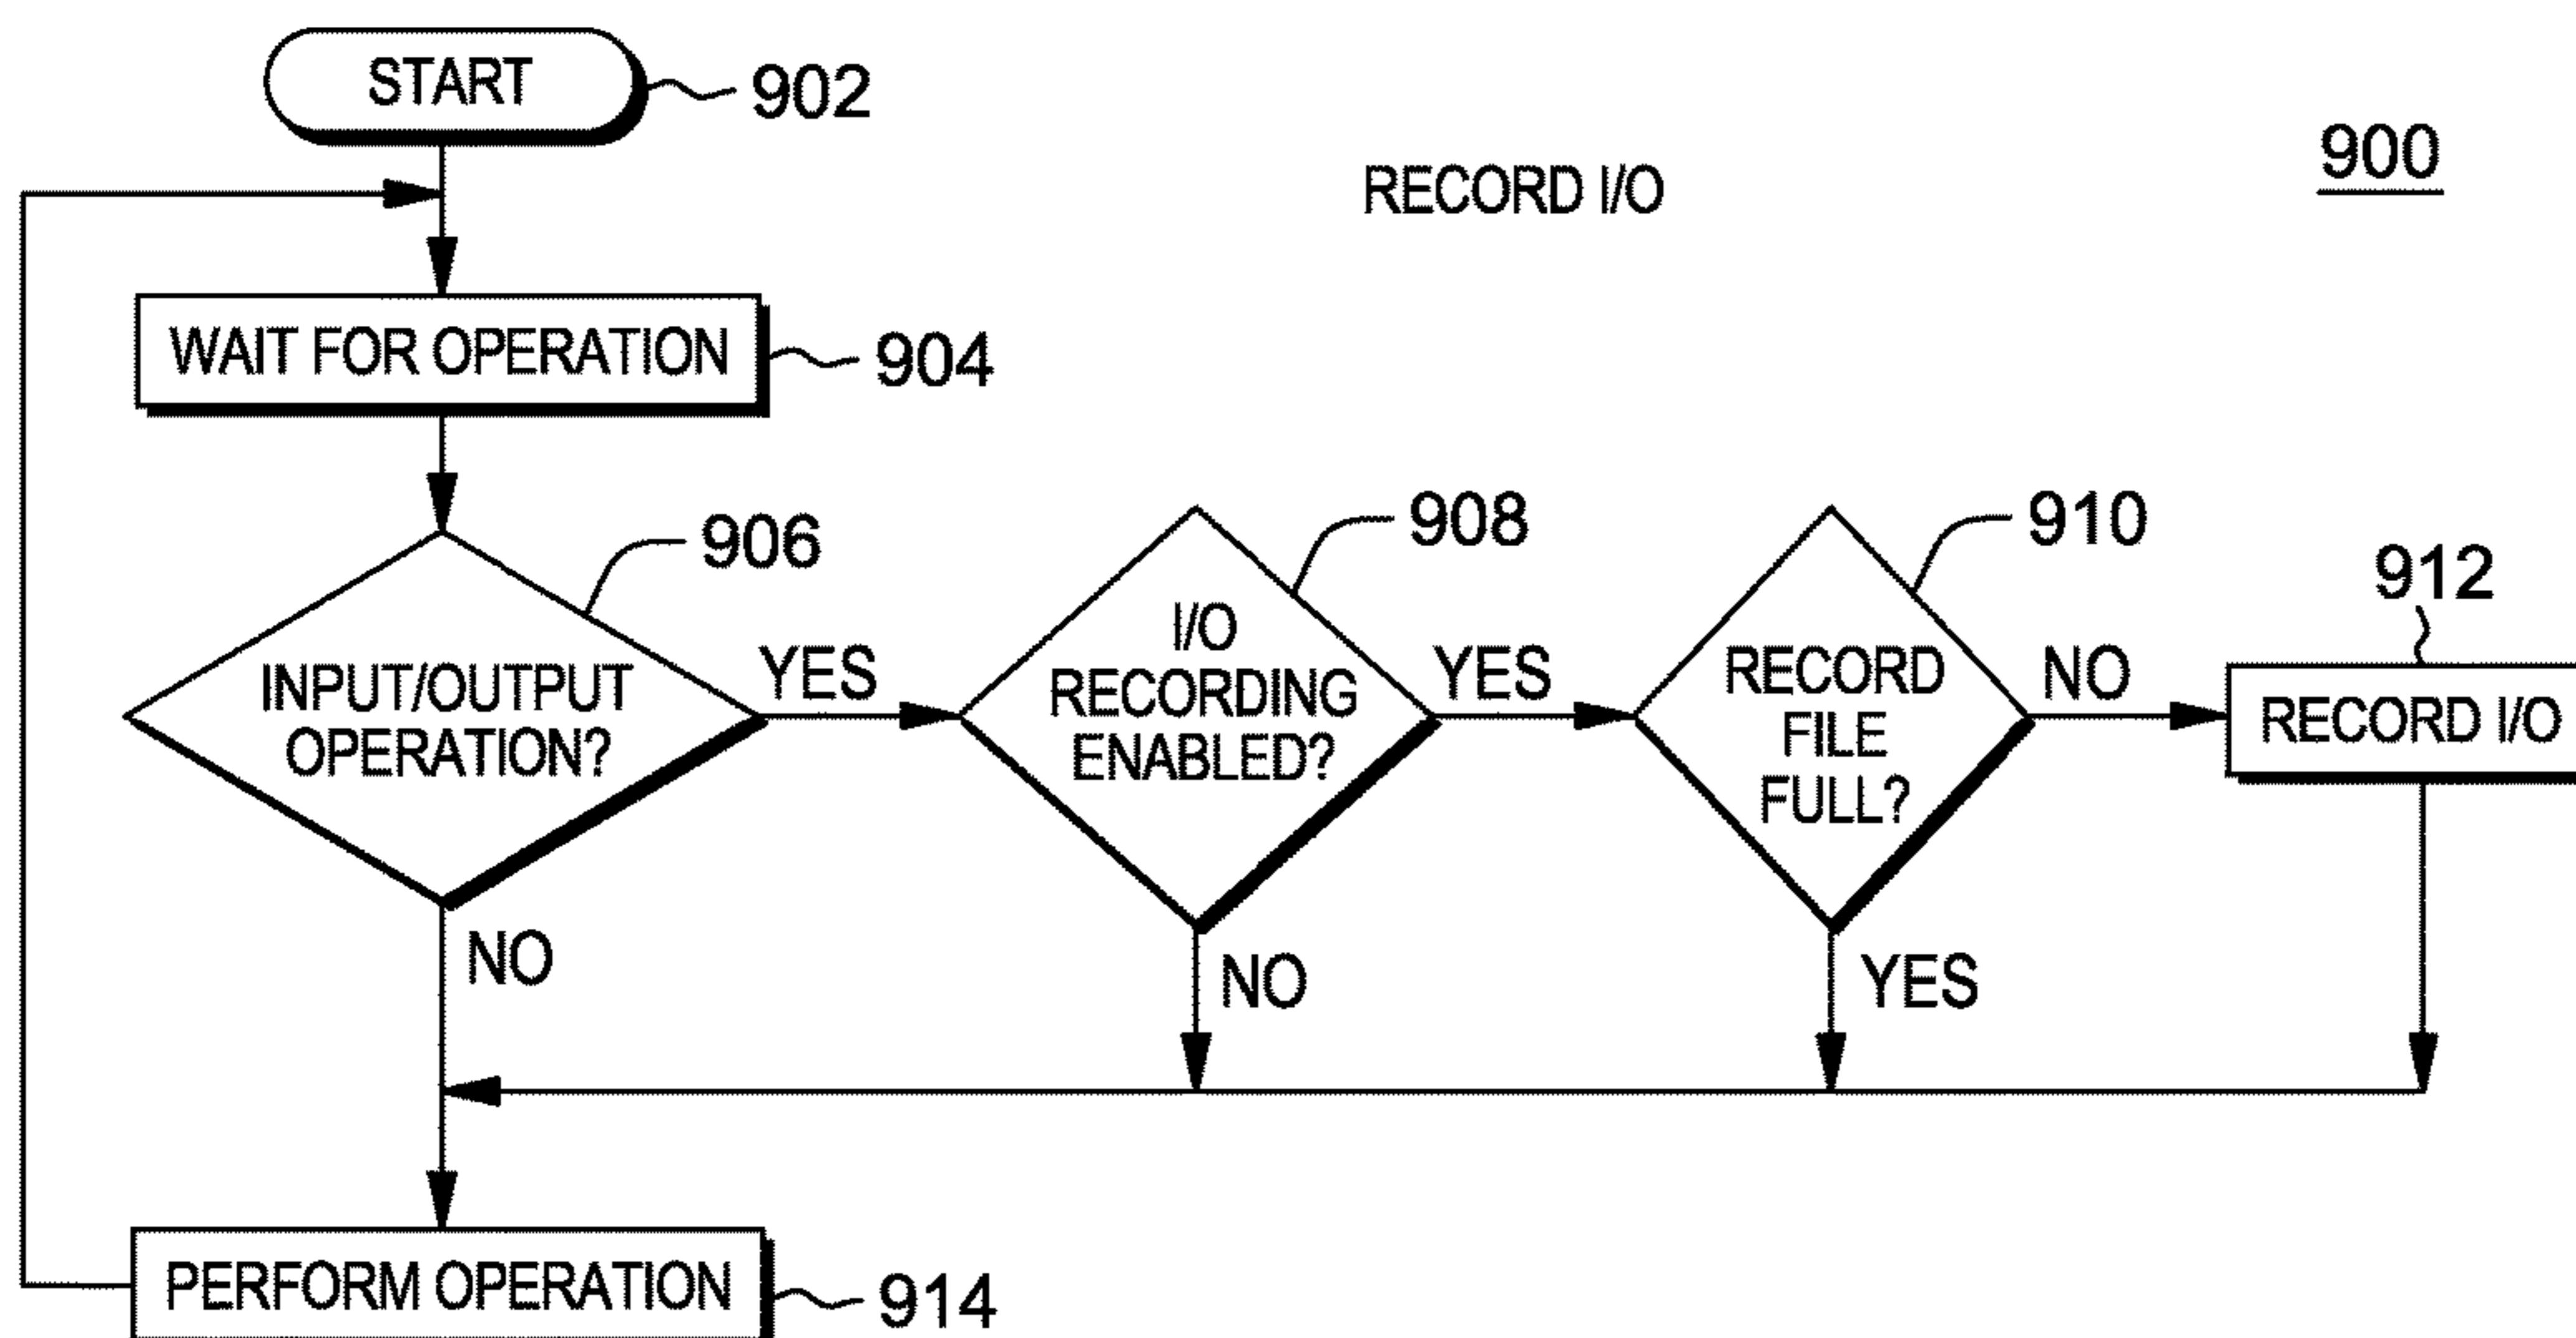 START
902
RECORD I/O
900
WAIT FOR OPERATION
904
INPUT/OUTPUT
OPERATION?
906
YES
NO
I/O
RECORDING
ENABLED?
908
YES
NO
RECORD
FILE
FULL?
910
NO
YES
912
RECORD I/O
PERFORM OPERATION
914